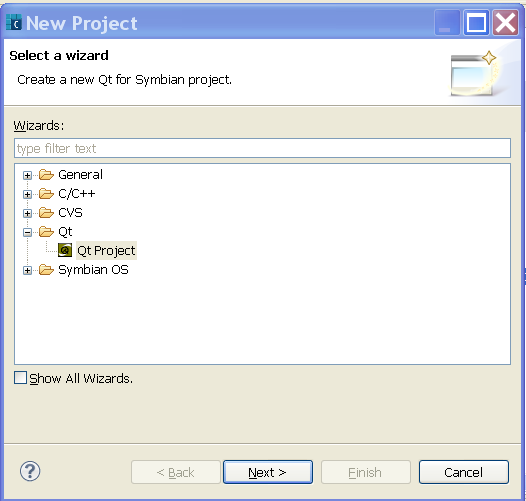 New Project
Select a wizard
Create a new Qt for Symbian project.
Wizards:
type filter text
General
C/C++
CVS
Qt
Qt Project
Symbian OS
Show All Wizards.
? < Back Next > Finish Cancel